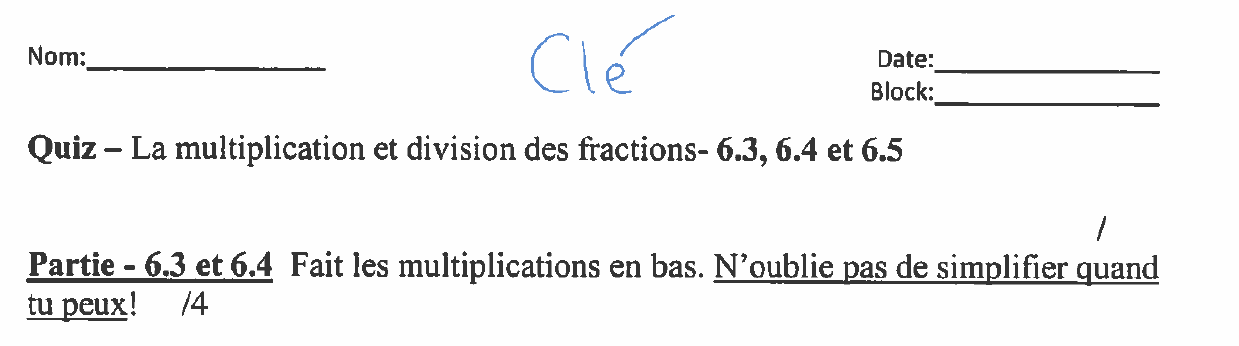 Nom:
Clé
Date:
Block:
Quiz – La multiplication et division des fractions- 6.3, 6.4 et 6.5
/
Partie - 6.3 et 6.4 Fait les multiplications en bas. N'oublie pas de simplifier quand
tu peux! /4